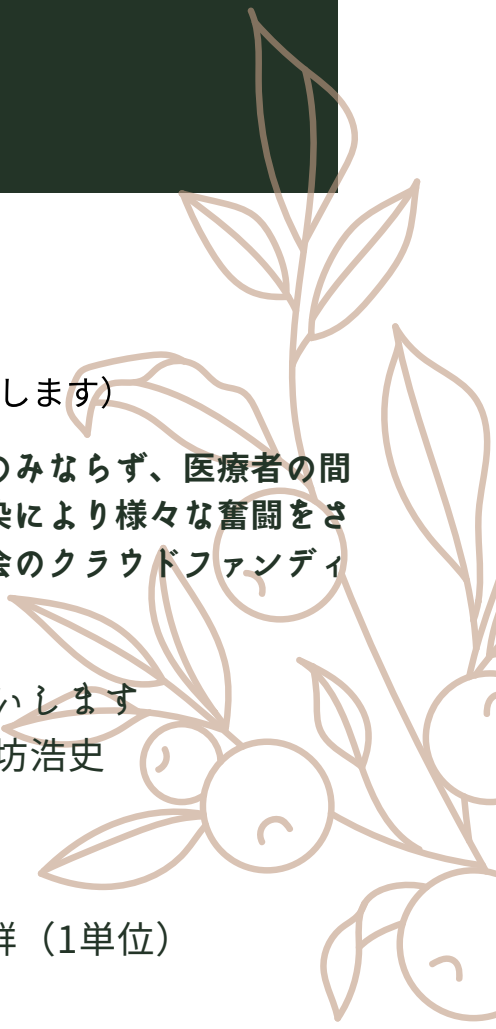 します）
のみならず、医療者の間
染により様々な奮闘をさ
会のクラウドファンディ
いします
坊浩史
群（1単位）